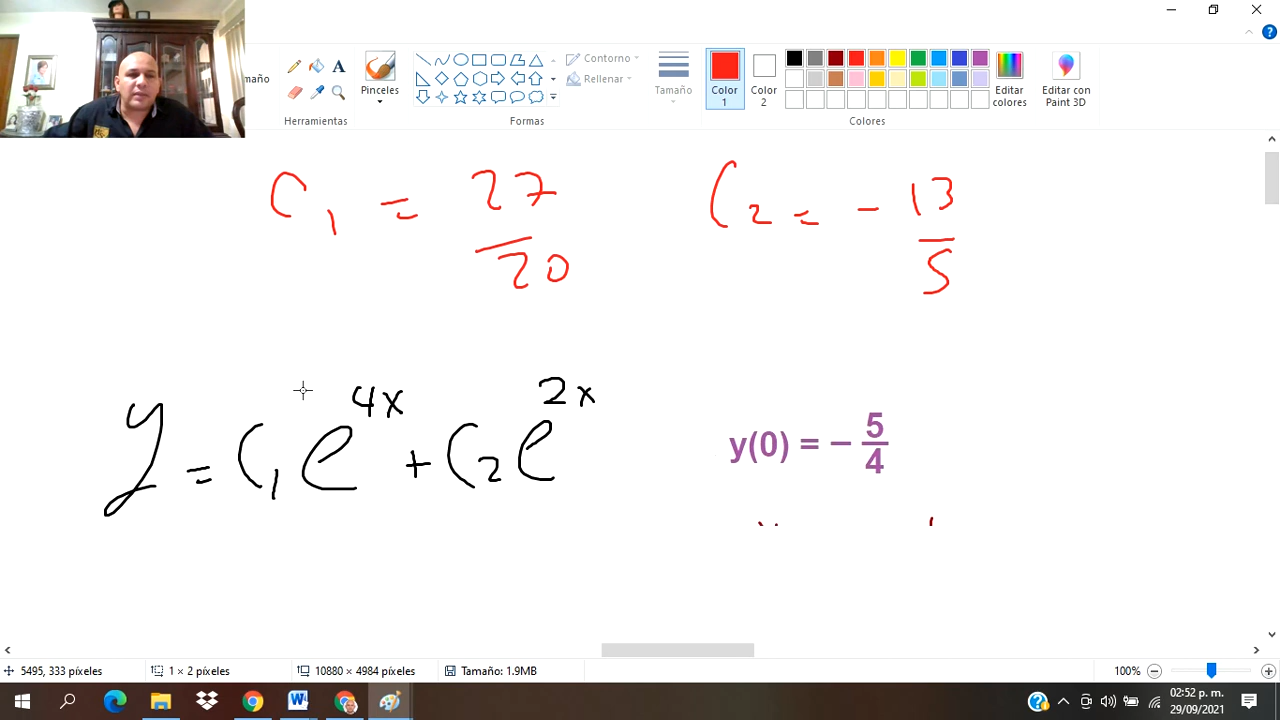 maño
Herramientas
Pinceles
Contorno
Rellenar
Formas
Tamaño
Color 1
Color 2
Editar colores
Editar con Paint 3D
Colores
C₁ = 27/20
C₂ = - 13/5
y = C₁e^4x + C₂e^2x
y(0) = − 5/4
5495, 333 píxeles
1 × 2 píxeles
10880 × 4984 píxeles
Tamaño: 1.9MB
100%
02:52 p. m.
29/09/2021